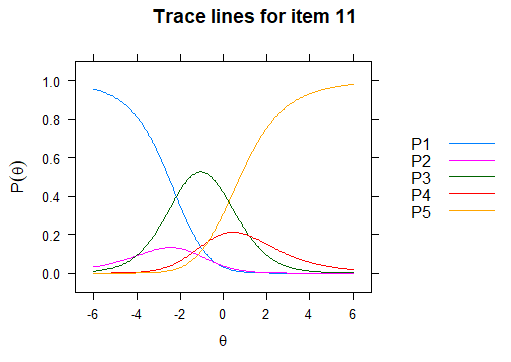 Trace lines for item 11
P(θ)
1.0
0.8
0.6
0.4
0.2
0.0
-6 -4 -2 0 2 4 6
θ
P1
P2
P3
P4
P5